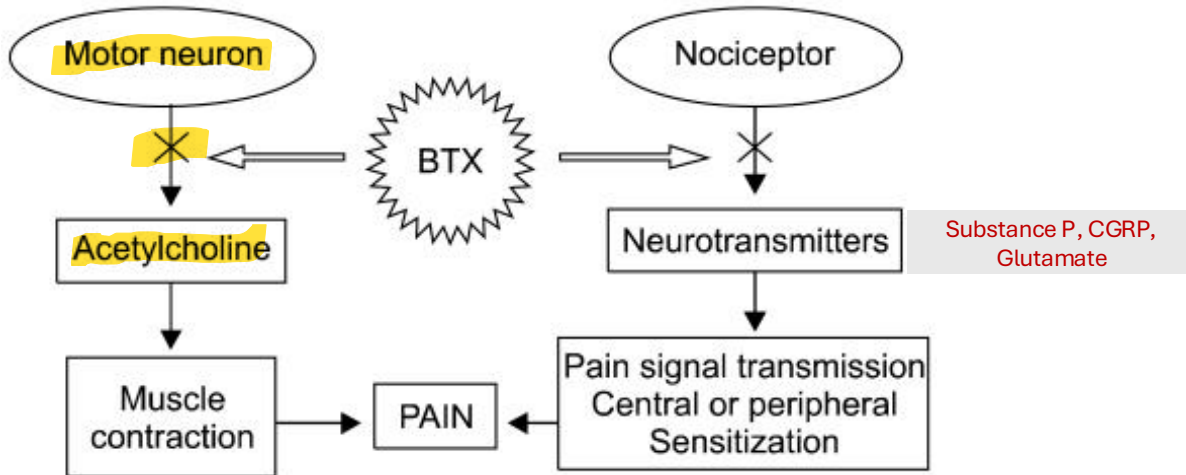 Motor neuron
Nociceptor
BTX
Acetylcholine
Neurotransmitters
Substance P, CGRP,
Glutamate
Muscle
contraction
PAIN
Pain signal transmission
Central or peripheral
Sensitization